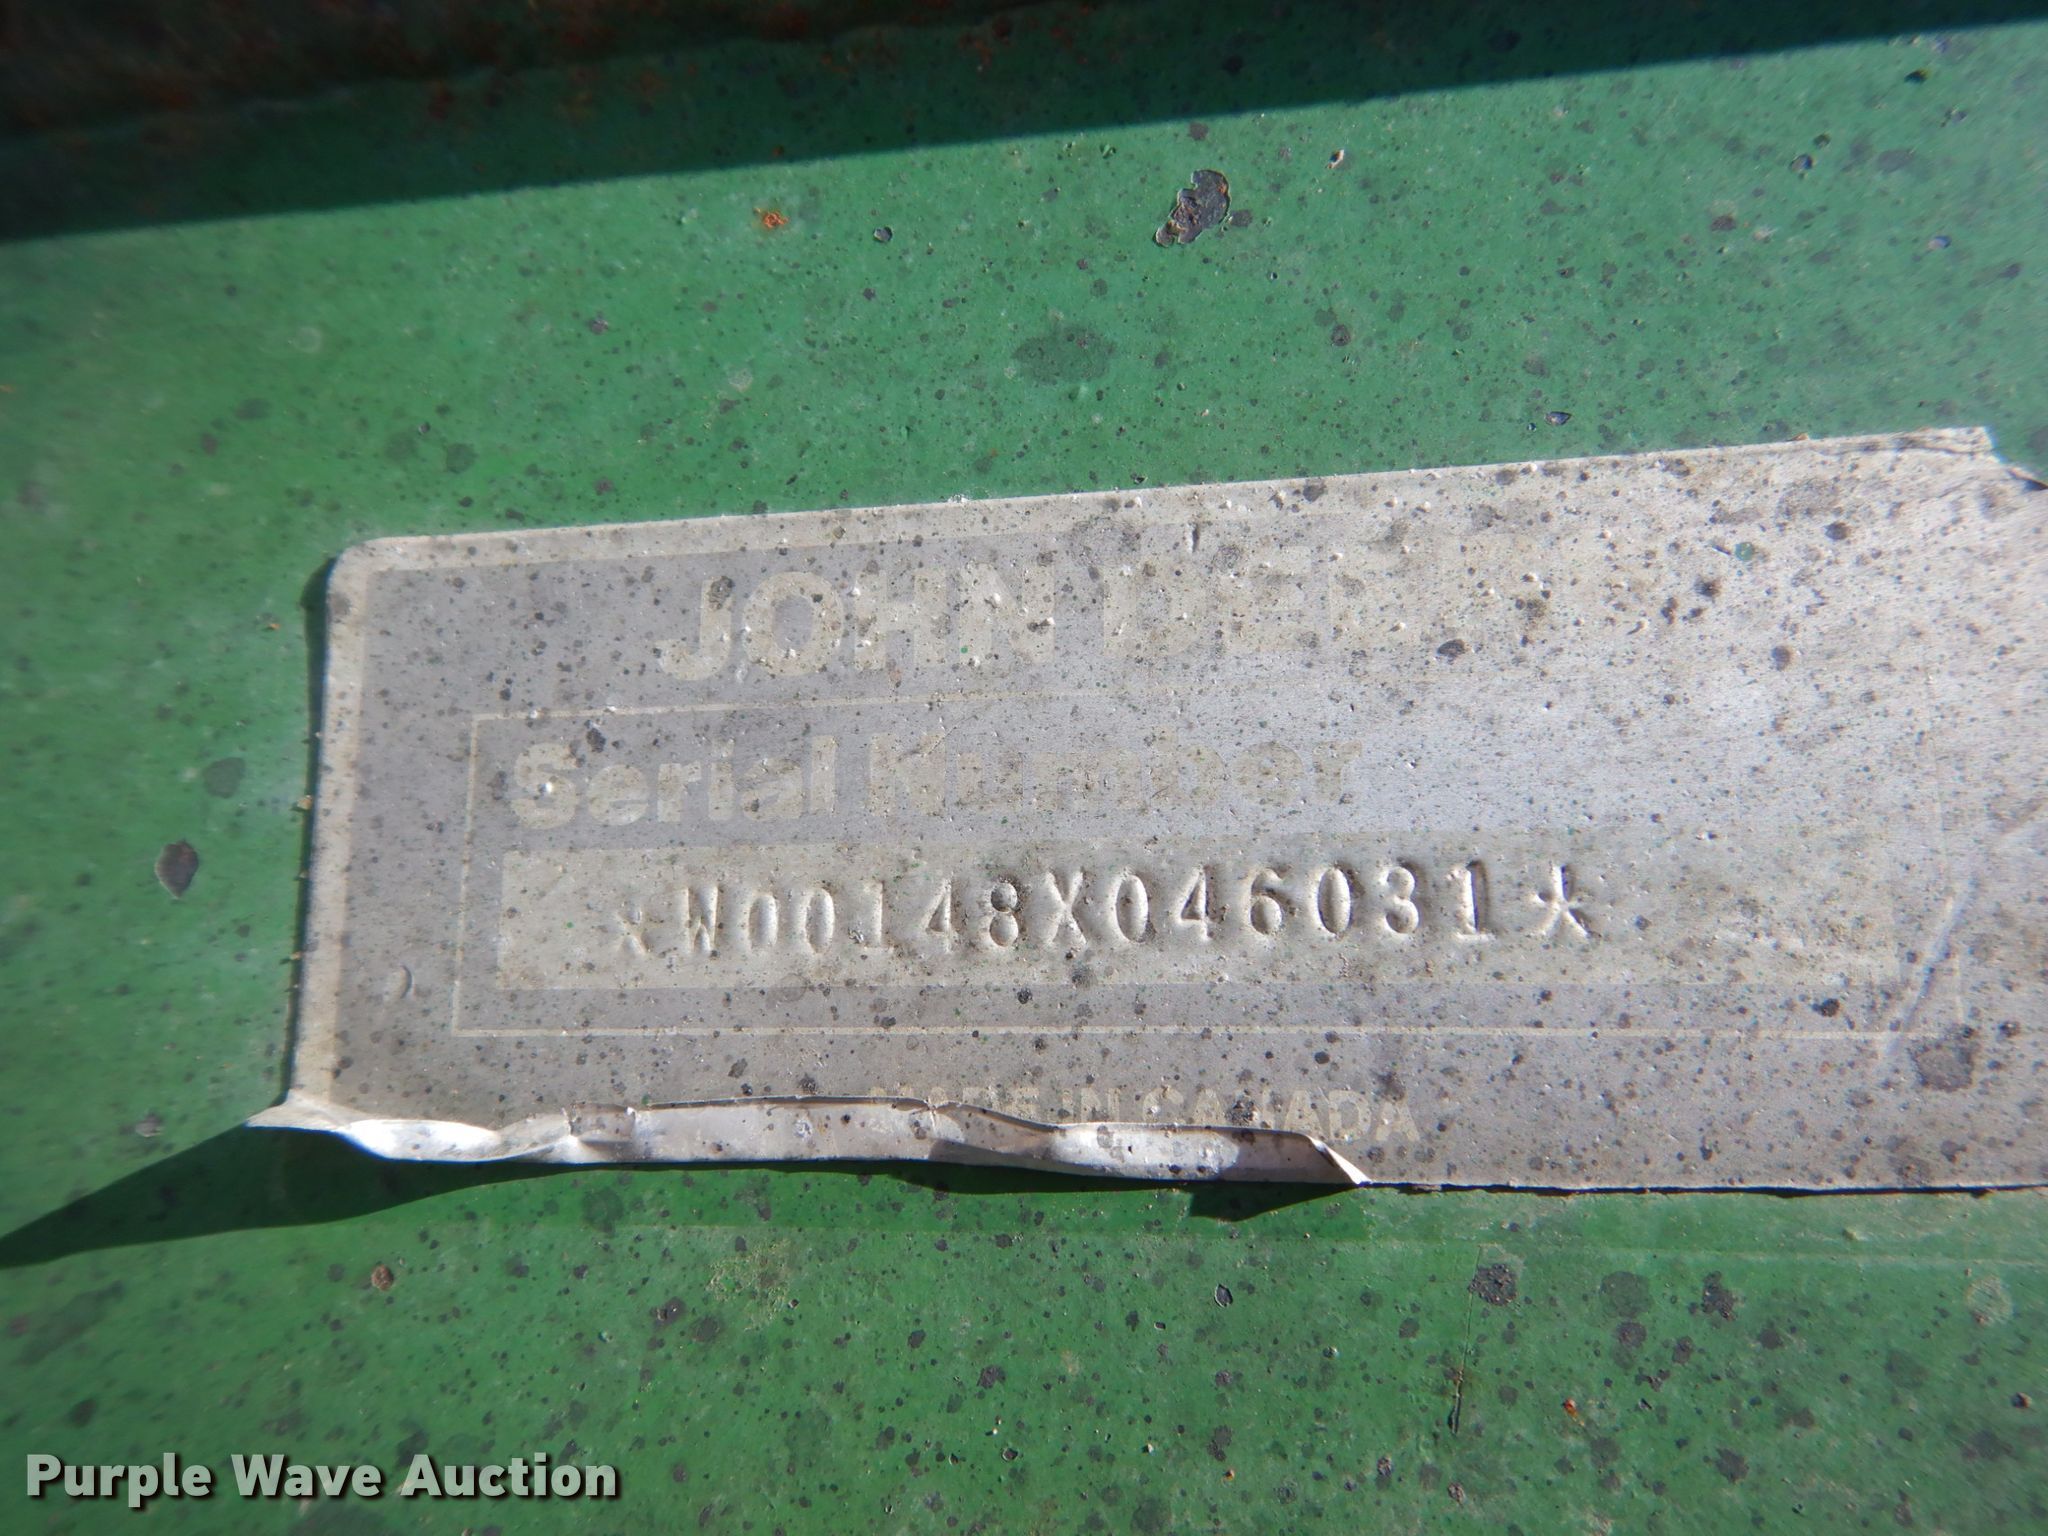 JOHN DEERE
Serial Number
*W00148X046031*
MADE IN CANADA
Purple Wave Auction